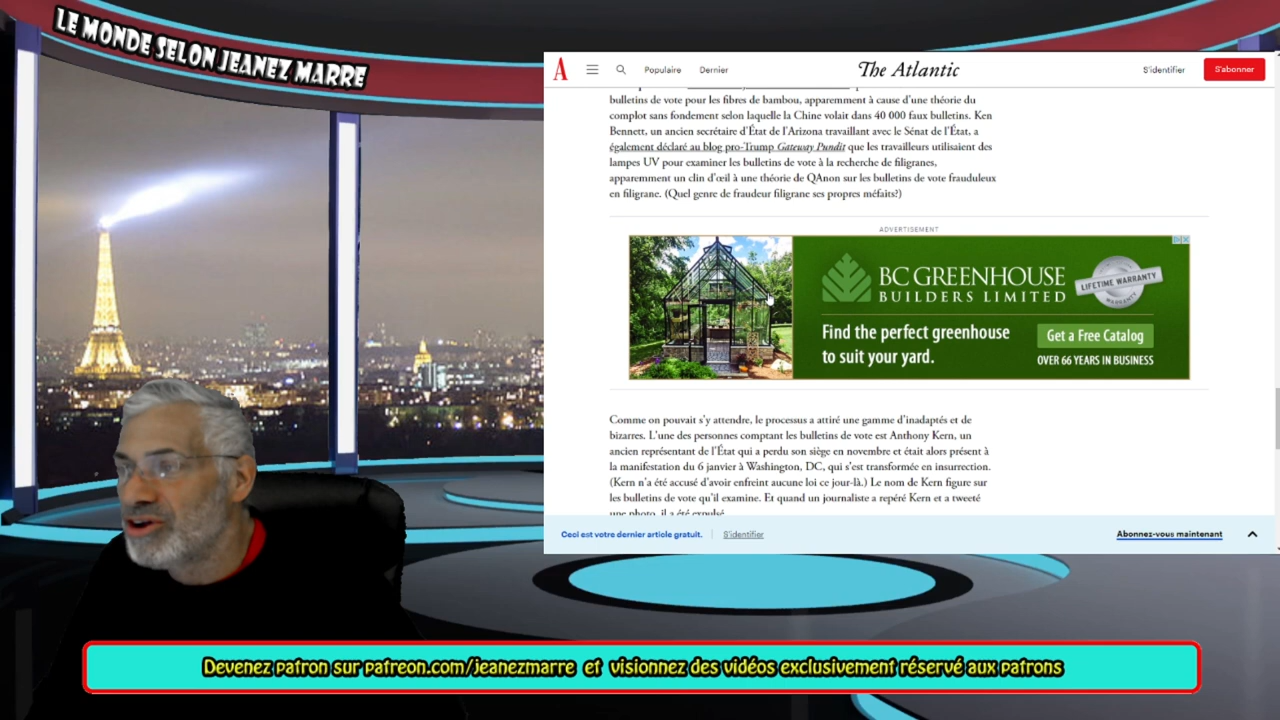 LE MONDE SELON JEANEZ MARRE
A
Populaire
Dernier
The Atlantic
S'identifier
S'abonner
bulletins de vote pour les fibres de bambou, apparemment à cause d'une théorie du
complot sans fondement selon laquelle la Chine volait dans 40 000 faux bulletins. Ken
Bennett, un ancien secrétaire d'État de l'Arizona travaillant avec le Sénat de l'État, a
également déclaré au blog pro-Trump Gateway Pundit que les travailleurs utilisaient des
lampes UV pour examiner les bulletins de vote à la recherche de filigranes,
apparemment un clin d'œil à une théorie de QAnon sur les bulletins de vote frauduleux
en filigrane. (Quel genre de fraudeur filigrane ses propres méfaits?)
ADVERTISEMENT
BC GREENHOUSE
BUILDERS LIMITED
LIFETIME WARRANTY
WARRANTY
Find the perfect greenhouse
to suit your yard.
Get a Free Catalog
OVER 66 YEARS IN BUSINESS
Comme on pouvait s'y attendre, le processus a attiré une gamme d'inadaptés et de
bizarres. L'une des personnes comptant les bulletins de vote est Anthony Kern, un
ancien représentant de l'État qui a perdu son siège en novembre et était alors présent à
la manifestation du 6 janvier à Washington, DC, qui s'est transformée en insurrection.
(Kern n'a été accusé d'avoir enfreint aucune loi ce jour-là.) Le nom de Kern figure sur
les bulletins de vote qu'il examine. Et quand un journaliste a repéré Kern et a tweeté
une photo, il a été expulsé.
Ceci est votre dernier article gratuit.
S'identifier
Abonnez-vous maintenant
Devenez patron sur patreon.com/jeanezmarre et visionnez des vidéos exclusivement réservé aux patrons